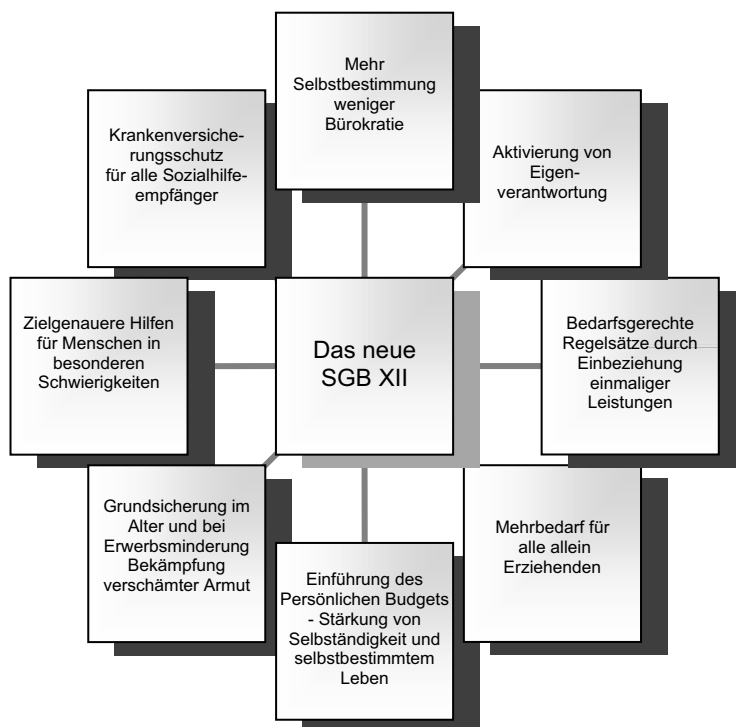 Mehr
Selbstbestimmung
weniger
Bürokratie
Krankenversiche-
rungsschutz
für alle Sozialhilfe-
empfänger
Aktivierung von
Eigen-
verantwortung
Zielgenauere Hilfen
für Menschen in
besonderen
Schwierigkeiten
Das neue
SGB XII
Bedarfsgerechte
Regelsätze durch
Einbeziehung
einmaliger
Leistungen
Grundsicherung im
Alter und bei
Erwerbsminderung
Bekämpfung
verschämter Armut
Einführung des
Persönlichen Budgets
- Stärkung von
Selbständigkeit und
selbstbestimmtem
Leben
Mehrbedarf für
alle allein
Erziehenden